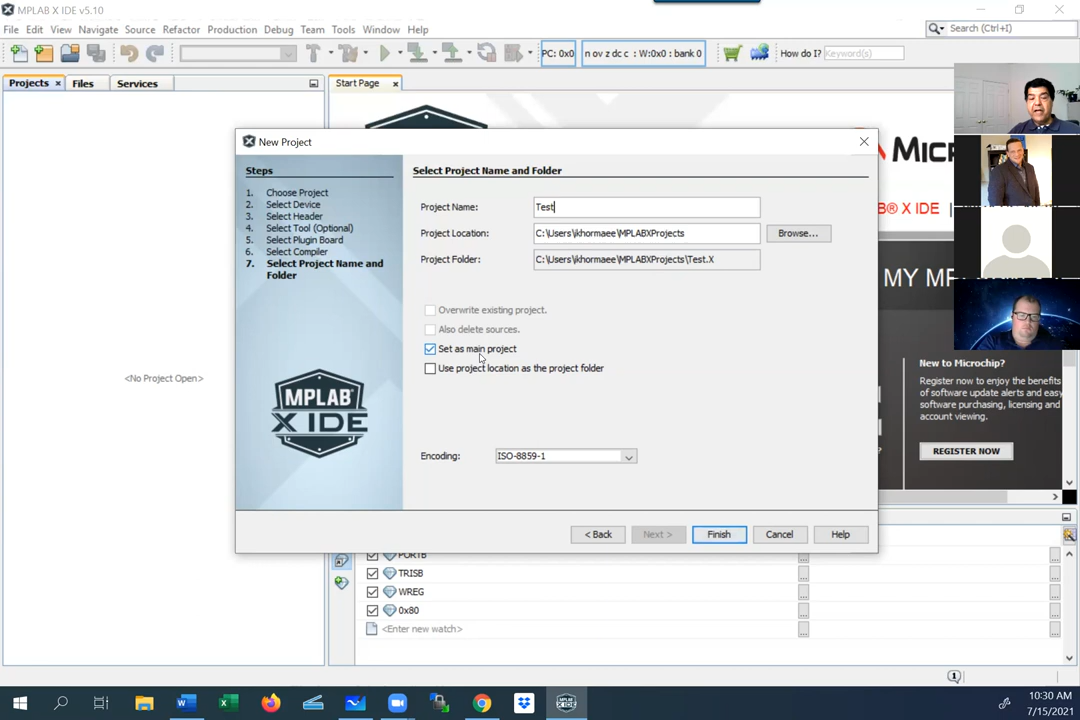 MPLAB X IDE v5.10
File Edit View Navigate Source Refactor Production Debug Team Tools Window Help
Search (Ctrl+I)
PC: 0x0
n ov z dc c : W:0x0 : bank 0
How do I? Keyword(s)
Projects Files Services
Start Page
New Project
Steps
1. Choose Project
2. Select Device
3. Select Header
4. Select Tool (Optional)
5. Select Plugin Board
6. Select Compiler
7. Select Project Name and
Folder
MPLAB
X IDE
Select Project Name and Folder
Project Name: Test
Project Location: C:\Users\khormaee\MPLABXProjects Browse...
Project Folder: C:\Users\khormaee\MPLABXProjects\Test.X
Overwrite existing project.
Also delete sources.
Set as main project
Use project location as the project folder
Encoding: ISO-8859-1
< Back Next > Finish Cancel Help
<No Project Open>
B® X IDE |
MY MP
New to Microchip?
Register now to enjoy the benefits
of software update alerts and easy
software purchasing, licensing and
account viewing.
REGISTER NOW
PORTB
TRISB
WREG
0x80
<Enter new watch>
1
10:30 AM
7/15/2021